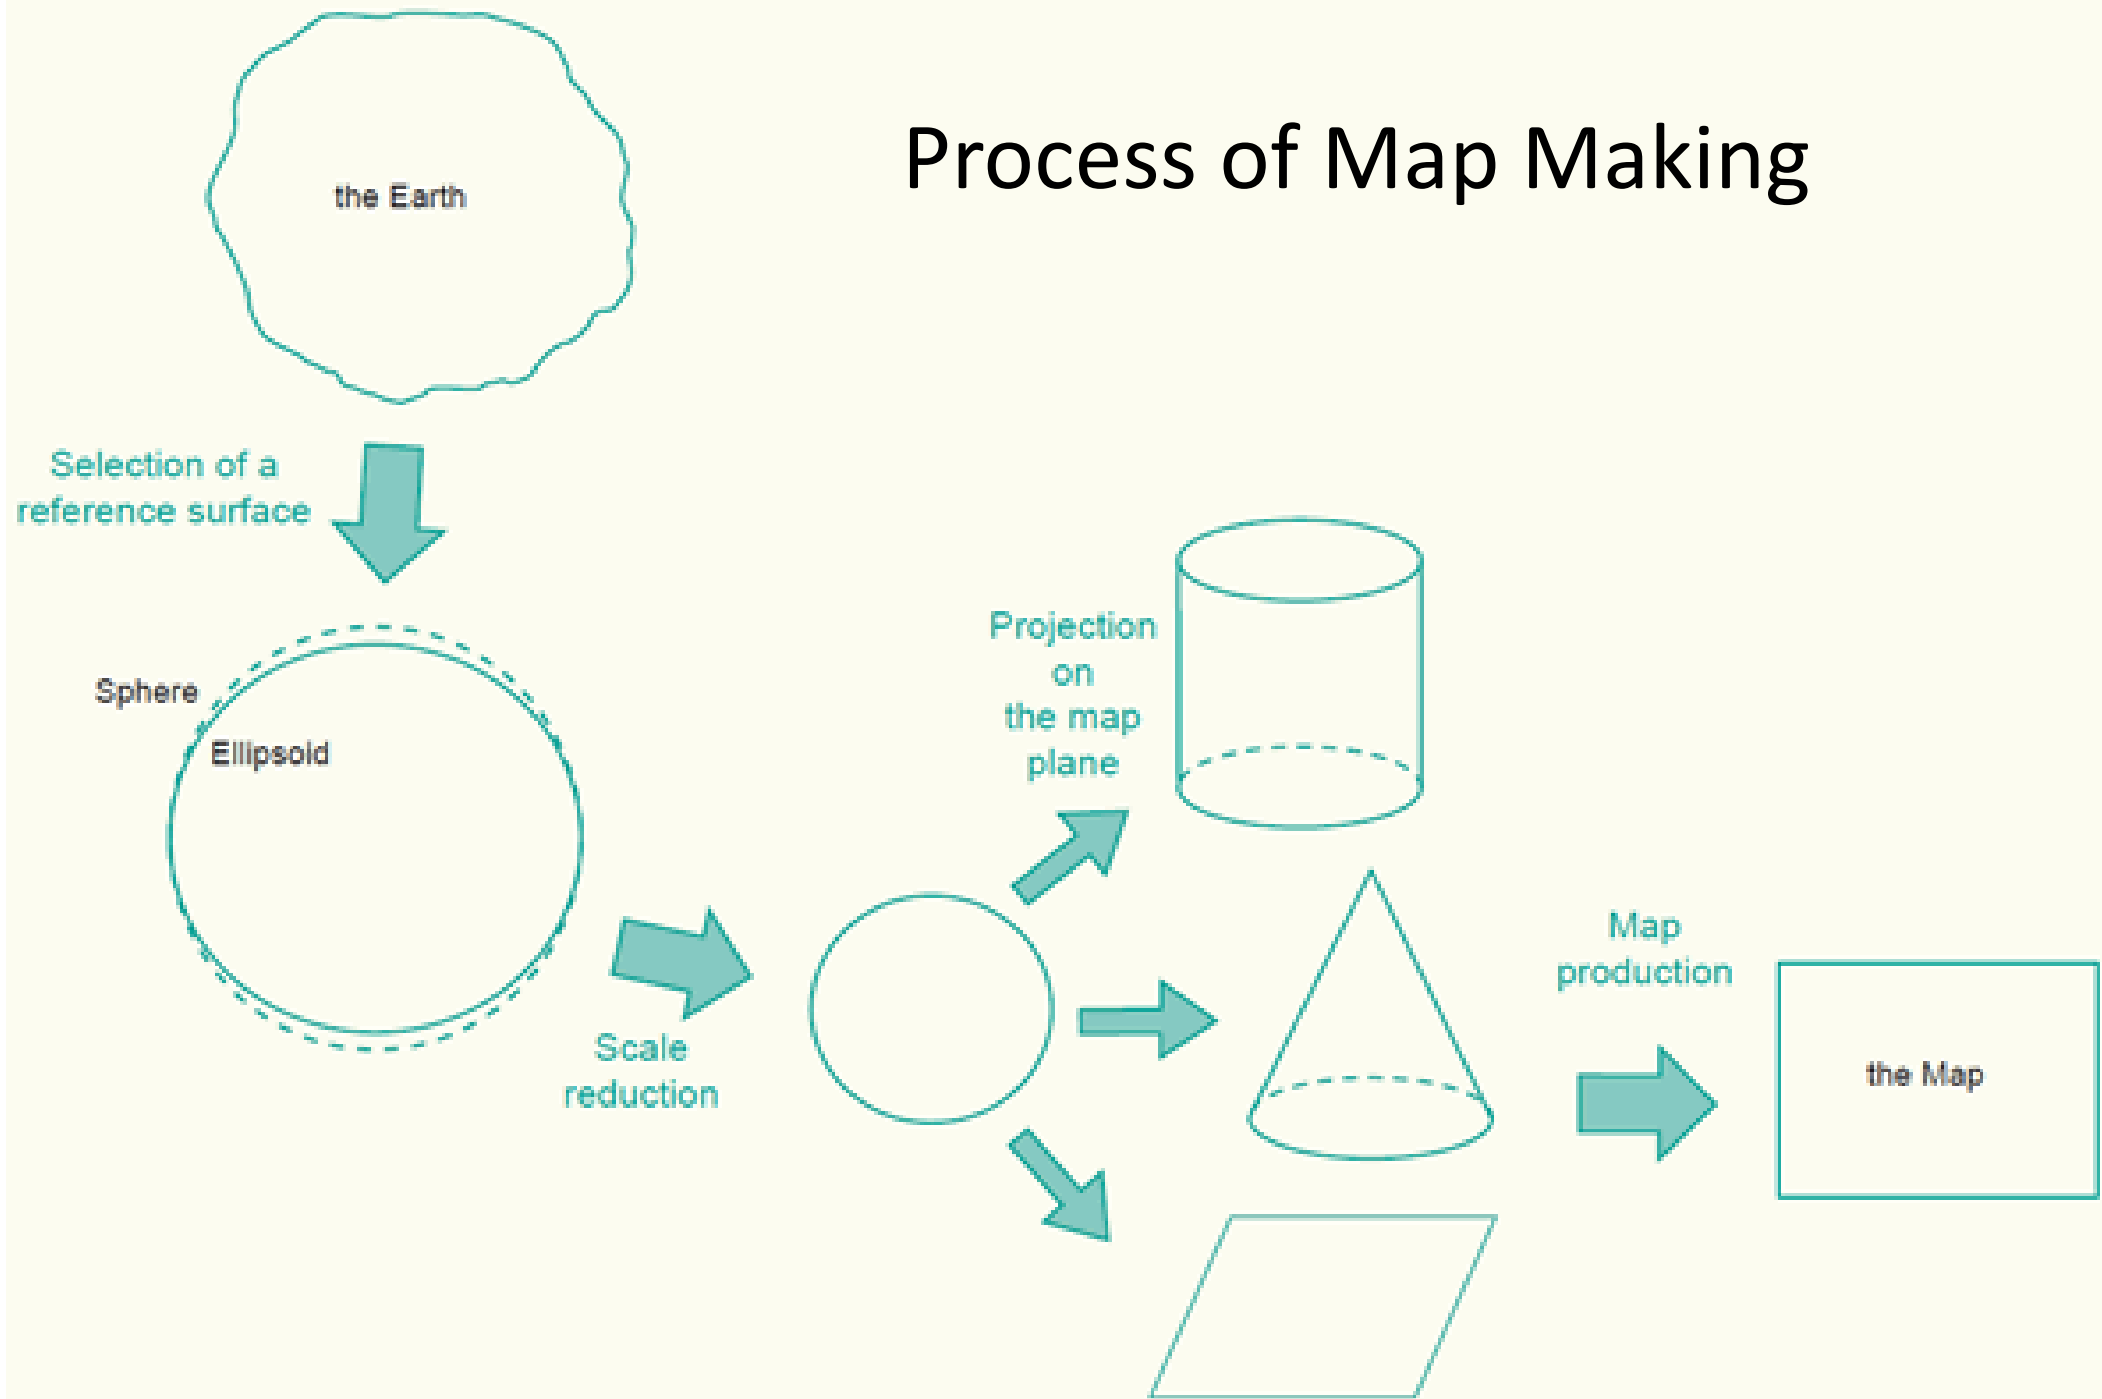 Process of Map Making
the Earth
Selection of a
reference surface
Sphere
Ellipsoid
Scale
reduction
Projection
on
the map
plane
Map
production
the Map